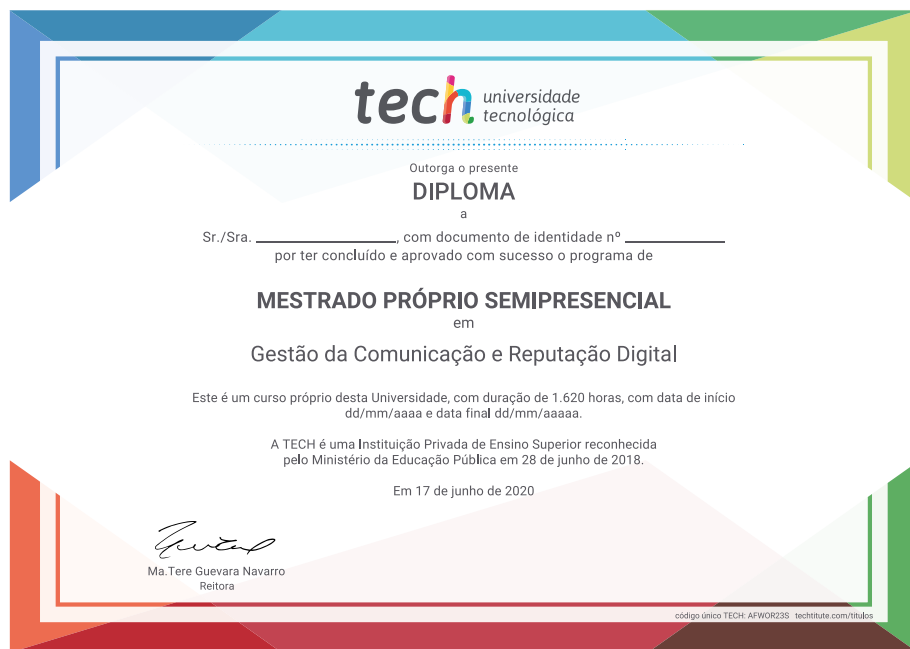 tech universidade
tecnológica
Outorga o presente
DIPLOMA
a
Sr./Sra. ____________________, com documento de identidade nº ______________
por ter concluído e aprovado com sucesso o programa de
MESTRADO PRÓPRIO SEMIPRESENCIAL
em
Gestão da Comunicação e Reputação Digital
Este é um curso próprio desta Universidade, com duração de 1.620 horas, com data de início
dd/mm/aaaa e data final dd/mm/aaaaa.
A TECH é uma Instituição Privada de Ensino Superior reconhecida
pelo Ministério da Educação Pública em 28 de junho de 2018.
Em 17 de junho de 2020
Ma.Tere Guevara Navarro
Reitora
código único TECH: AFWOR23S techtitute.com/titulos